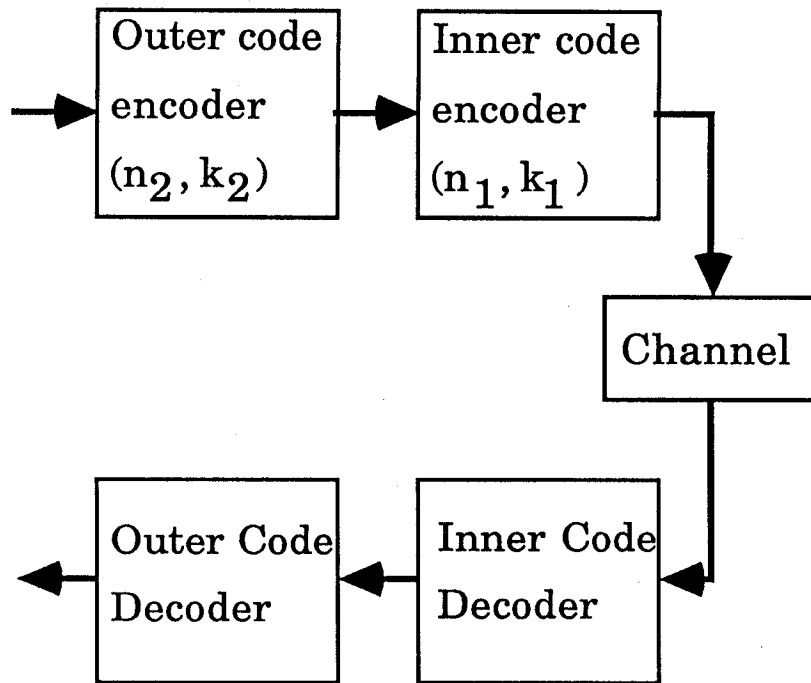 Outer code
encoder
(n2, k2)
Inner code
encoder
(n1, k1 )
Channel
Outer Code
Decoder
Inner Code
Decoder